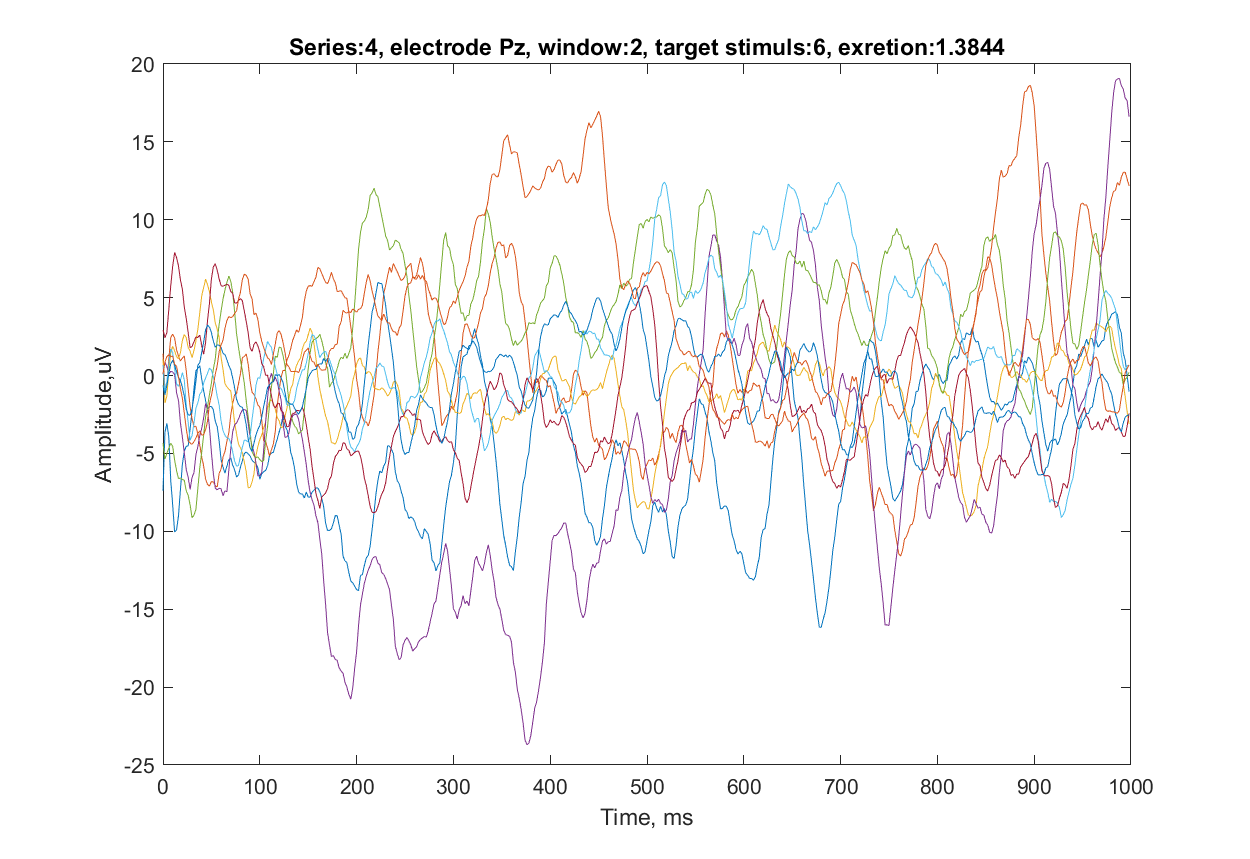 Series:4, electrode Pz, window:2, target stimuls:6, exretion:1.3844
20
15
10
5
0
-5
-10
-15
-20
-25
Amplitude,uV
0 100 200 300 400 500 600 700 800 900 1000
Time, ms